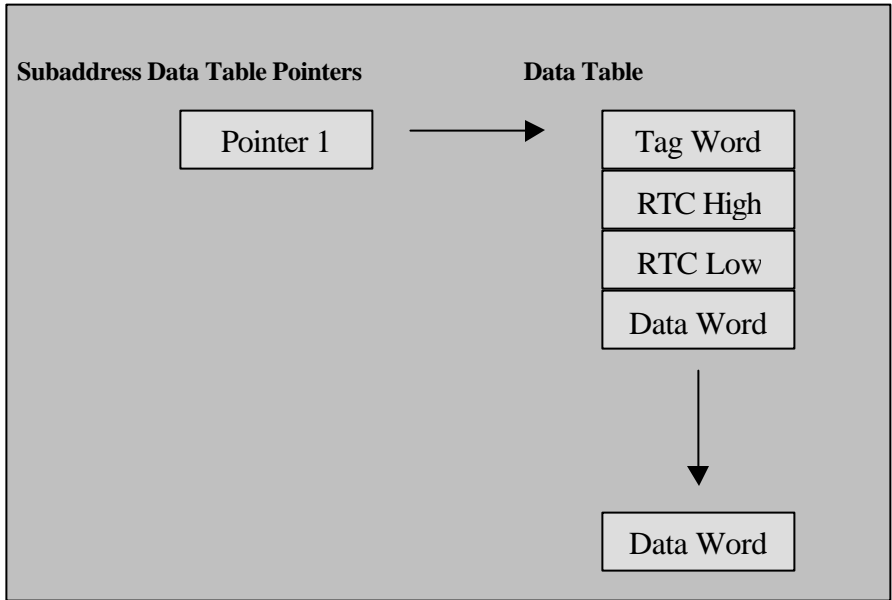 Subaddress Data Table Pointers
Data Table
Pointer 1
Tag Word
RTC High
RTC Low
Data Word
Data Word